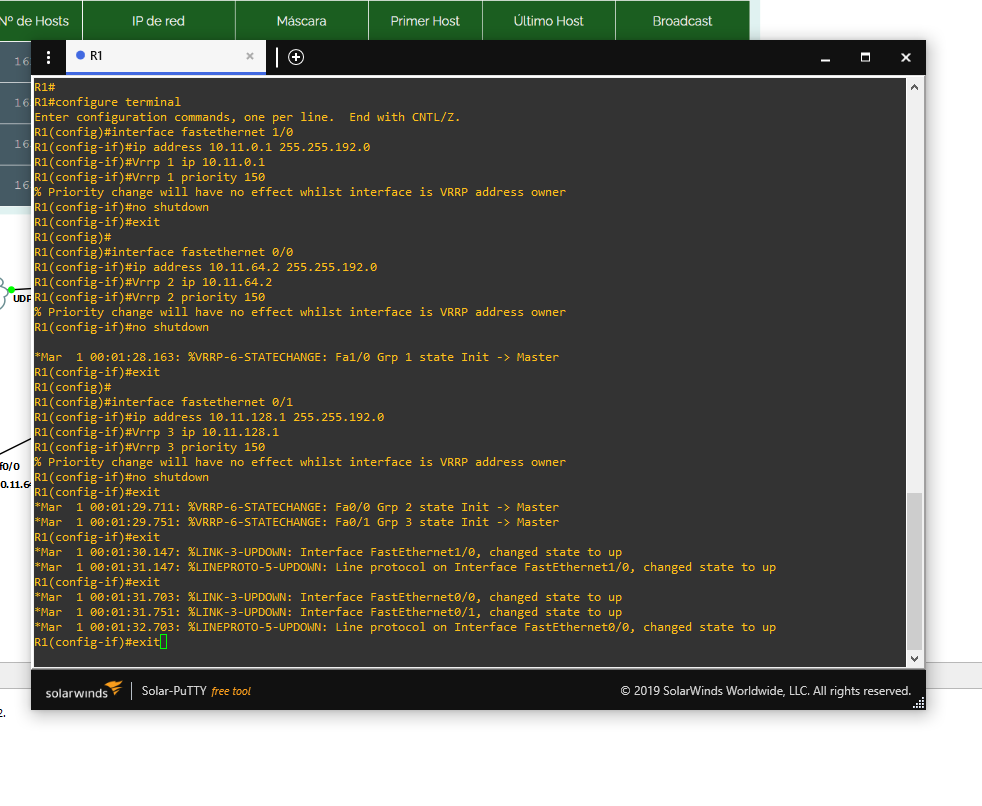 Nº de Hosts IP de red Máscara Primer Host Último Host Broadcast
R1
16
16
16
16
R1#
R1#configure terminal
Enter configuration commands, one per line.  End with CNTL/Z.
R1(config)#interface fastethernet 1/0
R1(config-if)#ip address 10.11.0.1 255.255.192.0
R1(config-if)#Vrrp 1 ip 10.11.0.1
R1(config-if)#Vrrp 1 priority 150
% Priority change will have no effect whilst interface is VRRP address owner
R1(config-if)#no shutdown
R1(config-if)#exit
R1(config)#
R1(config)#interface fastethernet 0/0
R1(config-if)#ip address 10.11.64.2 255.255.192.0
R1(config-if)#Vrrp 2 ip 10.11.64.2
R1(config-if)#Vrrp 2 priority 150
% Priority change will have no effect whilst interface is VRRP address owner
R1(config-if)#no shutdown
*Mar  1 00:01:28.163: %VRRP-6-STATECHANGE: Fa1/0 Grp 1 state Init -> Master
R1(config-if)#exit
R1(config)#
R1(config)#interface fastethernet 0/1
R1(config-if)#ip address 10.11.128.1 255.255.192.0
R1(config-if)#Vrrp 3 ip 10.11.128.1
R1(config-if)#Vrrp 3 priority 150
% Priority change will have no effect whilst interface is VRRP address owner
R1(config-if)#no shutdown
R1(config-if)#exit
*Mar  1 00:01:29.711: %VRRP-6-STATECHANGE: Fa0/0 Grp 2 state Init -> Master
*Mar  1 00:01:29.751: %VRRP-6-STATECHANGE: Fa0/1 Grp 3 state Init -> Master
R1(config-if)#exit
*Mar  1 00:01:30.147: %LINK-3-UPDOWN: Interface FastEthernet1/0, changed state to up
*Mar  1 00:01:31.147: %LINEPROTO-5-UPDOWN: Line protocol on Interface FastEthernet1/0, changed state to up
R1(config-if)#exit
*Mar  1 00:01:31.703: %LINK-3-UPDOWN: Interface FastEthernet0/0, changed state to up
*Mar  1 00:01:31.751: %LINK-3-UPDOWN: Interface FastEthernet0/1, changed state to up
*Mar  1 00:01:32.703: %LINEPROTO-5-UPDOWN: Line protocol on Interface FastEthernet0/0, changed state to up
R1(config-if)#exit
UDP
f0/0
0.11.64
solarwinds Solar-PuTTY free tool © 2019 SolarWinds Worldwide, LLC. All rights reserved.
2.